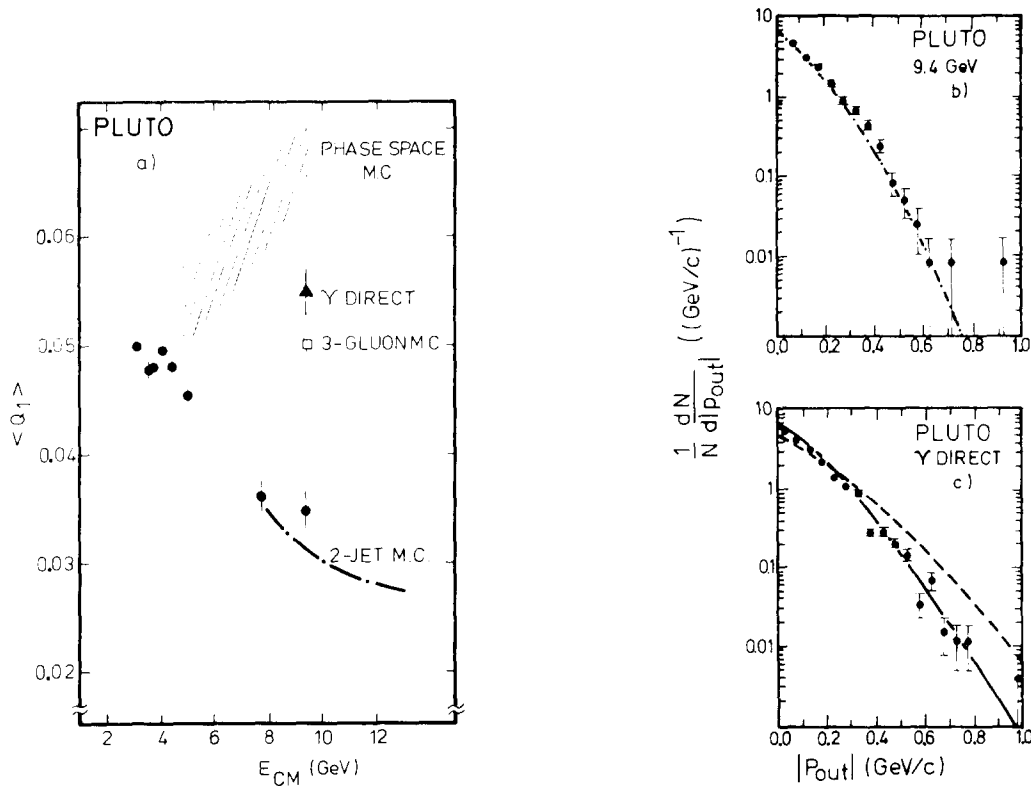 PLUTO
a)
PHASE SPACE
M.C.
ϒ DIRECT
3-GLUON M.C.
2-JET M.C.
0.06
0.05
0.04
0.03
0.02
<Q₁>
2 4 6 8 10 12
E_CM (GeV)
PLUTO
9.4 GeV
b)
10
1
0.1
0.01
0.0 0.2 0.4 0.6 0.8 1.0
1/N dN/d|p_out| ((GeV/c)⁻¹)
PLUTO
ϒ DIRECT
c)
10
1
0.1
0.01
0.0 0.2 0.4 0.6 0.8 1.0
|P_out| (GeV/c)